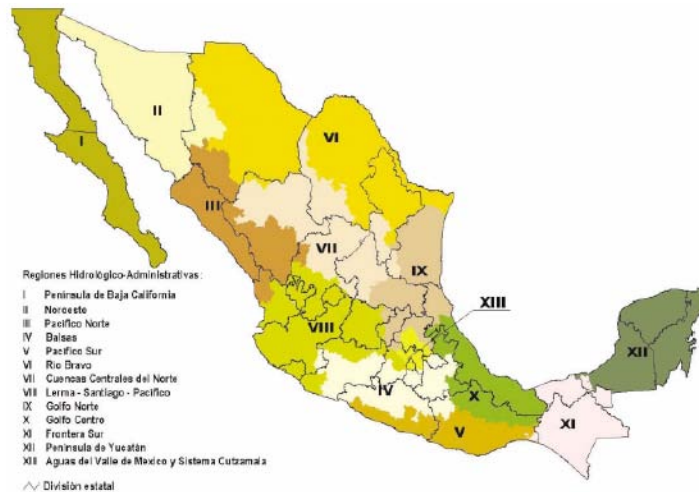 II
VI
I
III
VII
IX
XIII
VIII
XII
IV
X
V
XI
Regiones Hidrológico-Administrativas:
I Península de Baja California
II Noroeste
III Pacífico Norte
IV Balsas
V Pacífico Sur
VI Río Bravo
VII Cuencas Centrales del Norte
VIII Lerma - Santiago - Pacífico
IX Golfo Norte
X Golfo Centro
XI Frontera Sur
XII Península de Yucatán
XIII Aguas del Valle de México y Sistema Cutzamala
División estatal